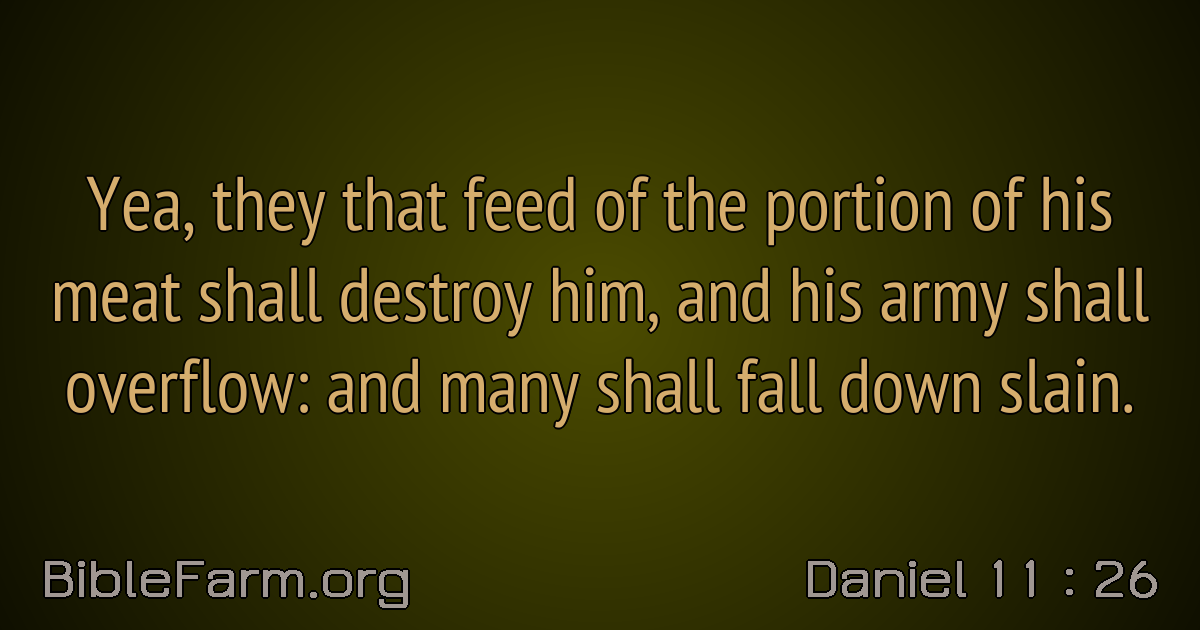 Yea, they that feed of the portion of his
meat shall destroy him, and his army shall
overflow: and many shall fall down slain.
BibleFarm.org
Daniel 11 : 26